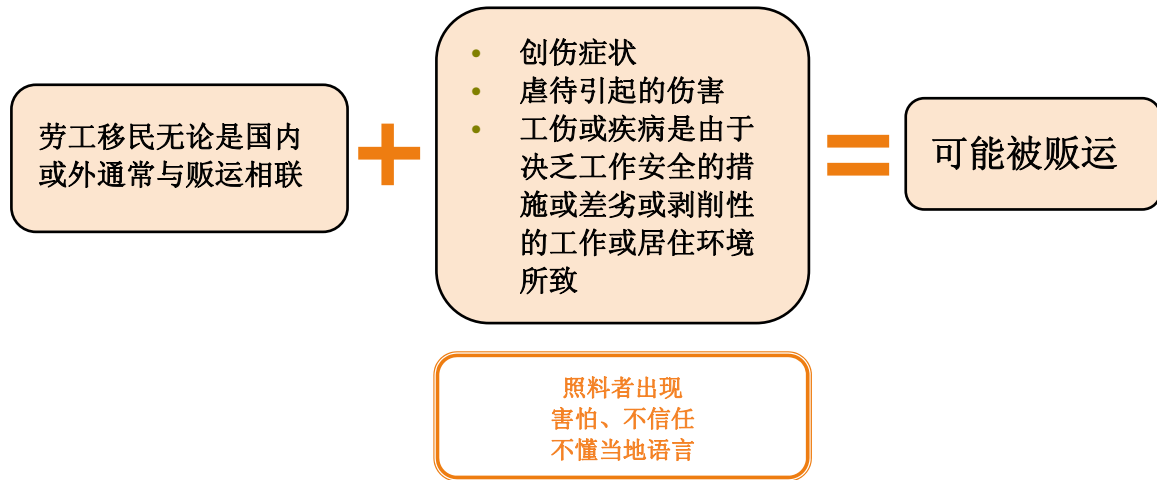 劳工移民无论是国内
或外通常与贩运相联
+
• 创伤症状
• 虐待引起的伤害
• 工伤或疾病是由于
决乏工作安全的措
施或差劣或剥削性
的工作或居住环境
所致
=
可能被贩运
照料者出现
害怕、不信任
不懂当地语言